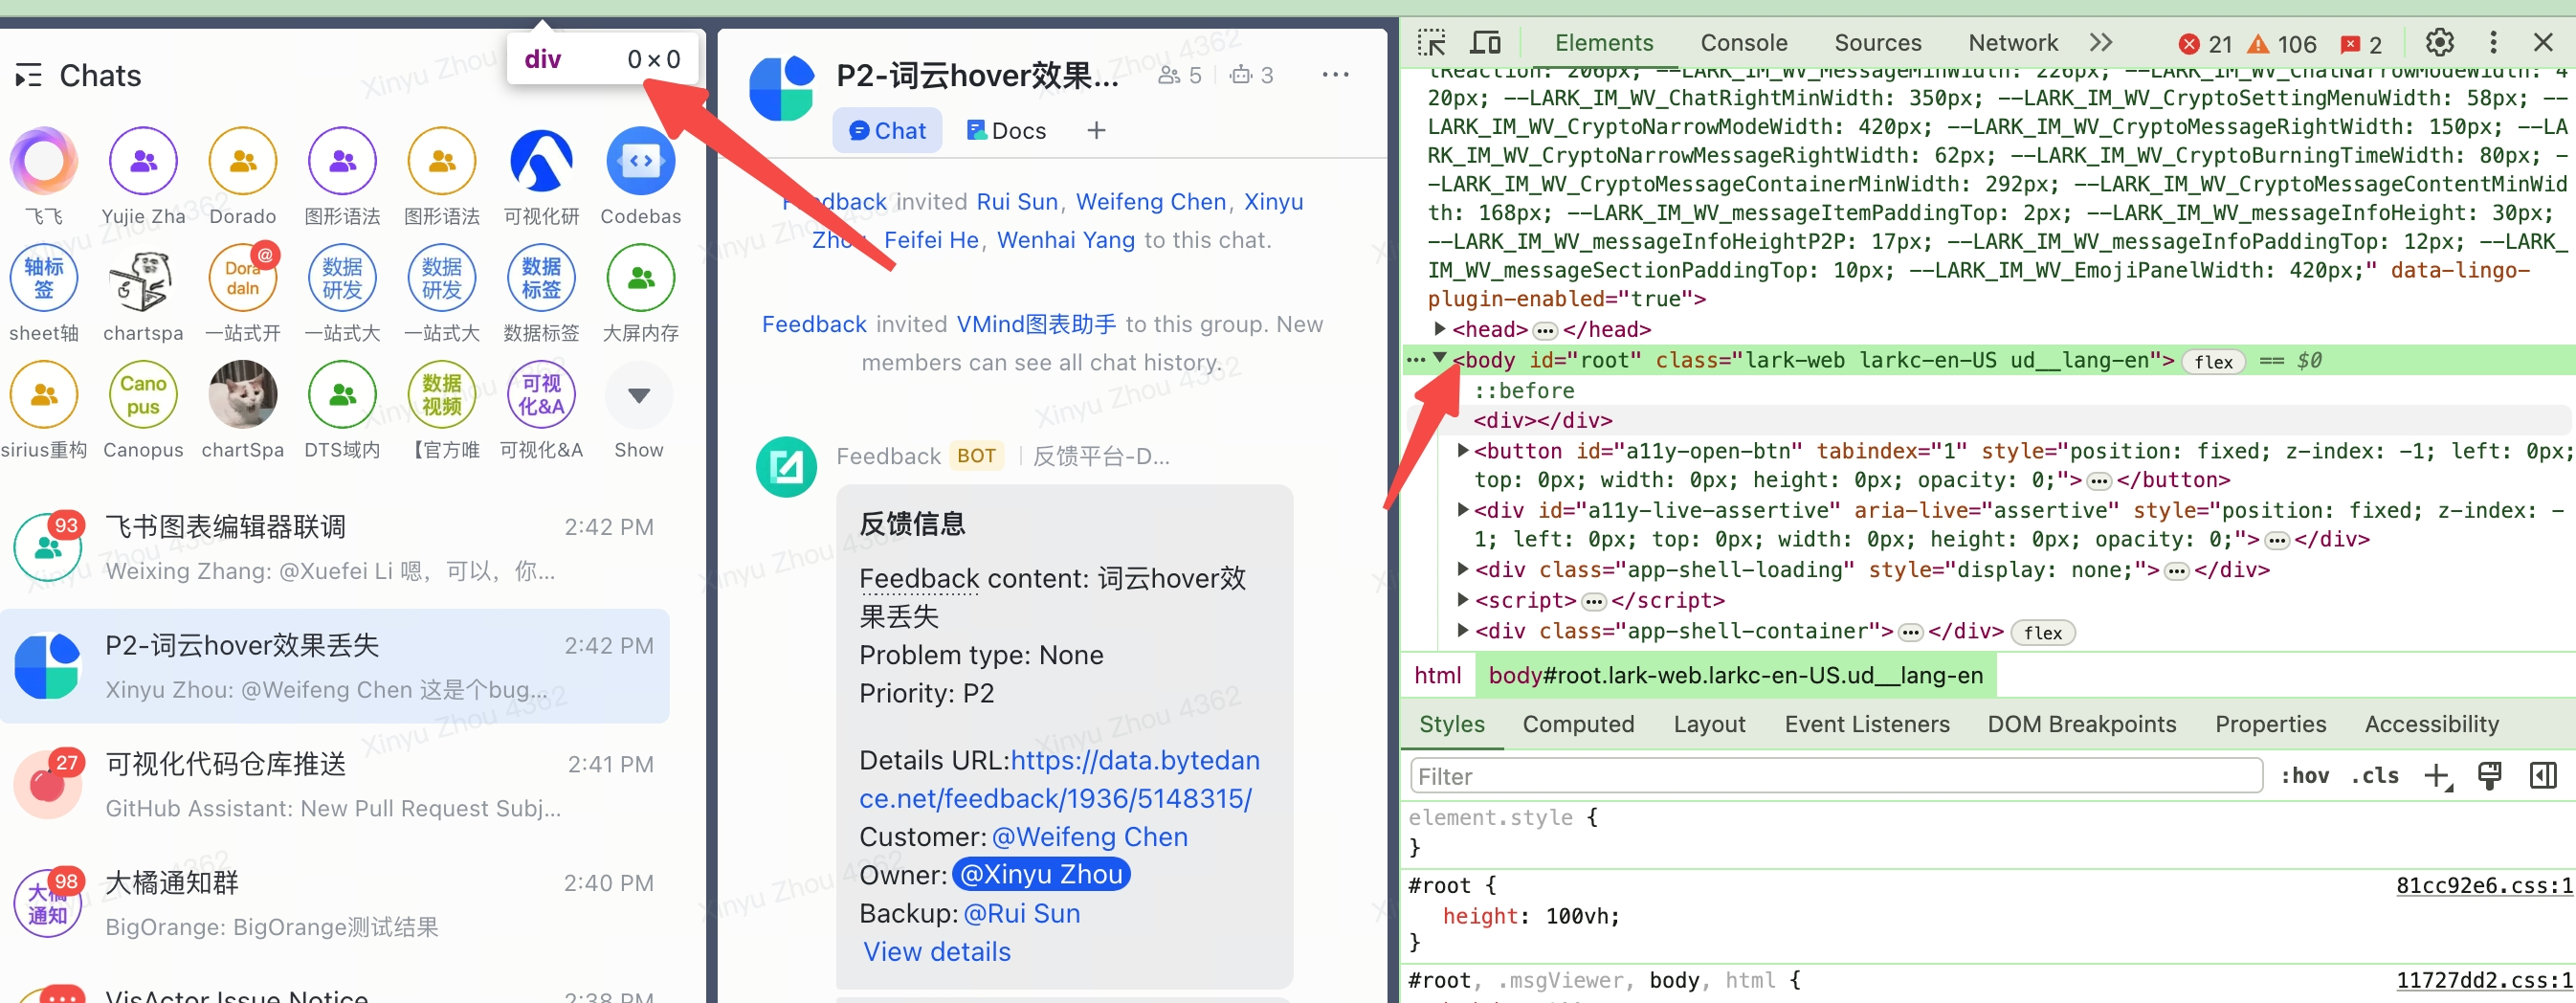 div 0×0
Chats
飞飞 Yujie Zha Dorado 图形语法 图形语法 可视化研 Codebas
轴标签 Dora daln @ 数据研发 数据研发 数据标签
sheet轴 chartspa 一站式开 一站式大 一站式大 数据标签 大屏内存
Cano pus 数据视频 可视化&A
sirius重构 Canopus chartSpa DTS域内 【官方唯 可视化&A Show
93 飞书图表编辑器联调 2:42 PM
Weixing Zhang: @Xuefei Li 嗯，可以，你...
P2-词云hover效果丢失 2:42 PM
Xinyu Zhou: @Weifeng Chen 这是个bug...
27 可视化代码仓库推送 2:41 PM
GitHub Assistant: New Pull Request Subj...
大橘通知 98 大橘通知群 2:40 PM
BigOrange: BigOrange测试结果
VisActor Issue Notice 2:38 PM
P2-词云hover效果... 5 3 ···
Chat Docs +
Feedback invited Rui Sun, Weifeng Chen, Xinyu
Zhou, Feifei He, Wenhai Yang to this chat.
Feedback invited VMind图表助手 to this group. New
members can see all chat history.
Feedback BOT 反馈平台-D...
反馈信息
Feedback content: 词云hover效
果丢失
Problem type: None
Priority: P2
Details URL:https://data.bytedan
ce.net/feedback/1936/5148315/
Customer: @Weifeng Chen
Owner: @Xinyu Zhou
Backup: @Rui Sun
View details
Xinyu Zhou 4362
Elements Console Sources Network 21 106 2
tReaction: 206px; --LARK_IM_WV_MessageMinWidth: 226px; --LARK_IM_WV_ChatNarrowModeWidth: 4
20px; --LARK_IM_WV_ChatRightMinWidth: 350px; --LARK_IM_WV_CryptoSettingMenuWidth: 58px; --
LARK_IM_WV_CryptoNarrowModeWidth: 420px; --LARK_IM_WV_CryptoMessageRightWidth: 150px; --LA
RK_IM_WV_CryptoNarrowMessageRightWidth: 62px; --LARK_IM_WV_CryptoBurningTimeWidth: 80px; -
-LARK_IM_WV_CryptoMessageContainerMinWidth: 292px; --LARK_IM_WV_CryptoMessageContentMinWid
th: 168px; --LARK_IM_WV_messageItemPaddingTop: 2px; --LARK_IM_WV_messageInfoHeight: 30px;
--LARK_IM_WV_messageInfoHeightP2P: 17px; --LARK_IM_WV_messageInfoPaddingTop: 12px; --LARK_
IM_WV_messageSectionPaddingTop: 10px; --LARK_IM_WV_EmojiPanelWidth: 420px;" data-lingo-
plugin-enabled="true">
<head>…</head>
··· <body id="root" class="lark-web larkc-en-US ud__lang-en"> flex == $0
::before
<div></div>
<button id="a11y-open-btn" tabindex="1" style="position: fixed; z-index: -1; left: 0px;
top: 0px; width: 0px; height: 0px; opacity: 0;">…</button>
<div id="a11y-live-assertive" aria-live="assertive" style="position: fixed; z-index: -
1; left: 0px; top: 0px; width: 0px; height: 0px; opacity: 0;">…</div>
<div class="app-shell-loading" style="display: none;">…</div>
<script>…</script>
<div class="app-shell-container">…</div> flex
html body#root.lark-web.larkc-en-US.ud__lang-en
Styles Computed Layout Event Listeners DOM Breakpoints Properties Accessibility
Filter :hov .cls
element.style {
}
#root { 81cc92e6.css:1
height: 100vh;
}
#root, .msgViewer, body, html { 11727dd2.css:1